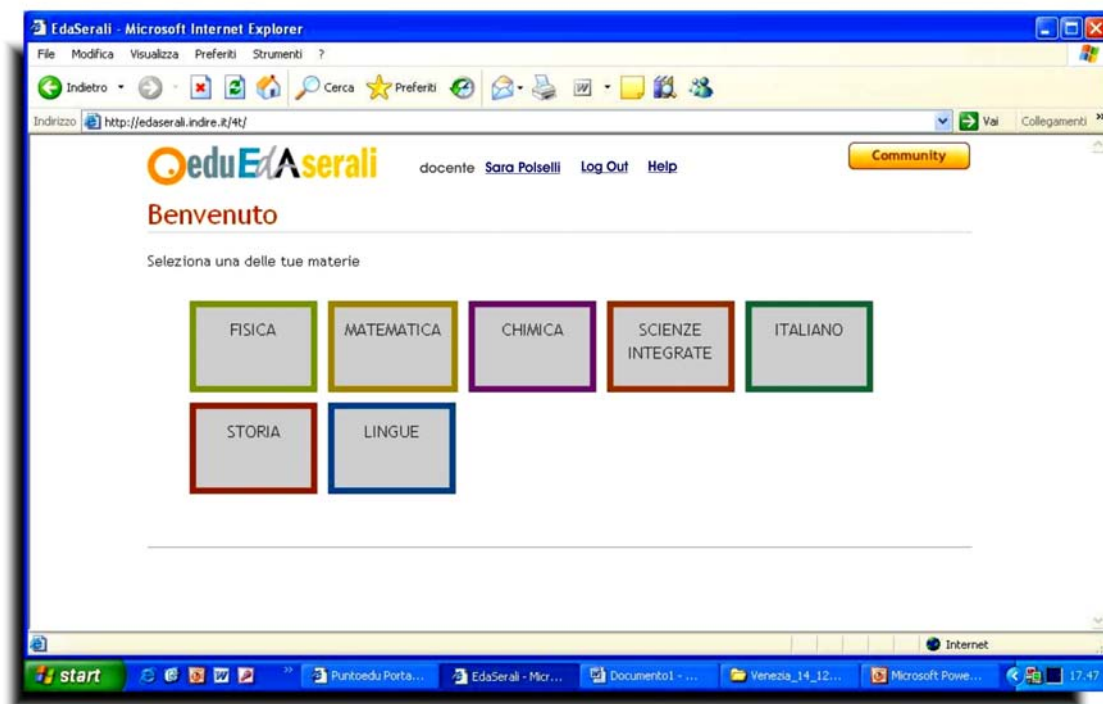 EdaSerali - Microsoft Internet Explorer
File Modifica Visualizza Preferiti Strumenti ?
Indietro Cerca Preferiti
Indirizzo http://edaserali.indire.it/4t/ Vai Collegamenti »
eduEdAserali docente Sara Polselli Log Out Help Community
Benvenuto
Seleziona una delle tue materie
FISICA MATEMATICA CHIMICA SCIENZE INTEGRATE ITALIANO
STORIA LINGUE
Internet
start » Puntoedu Porta... EdaSerali - Micr... Documento1 - ... Venezia_14_12... Microsoft Powe... 17.47